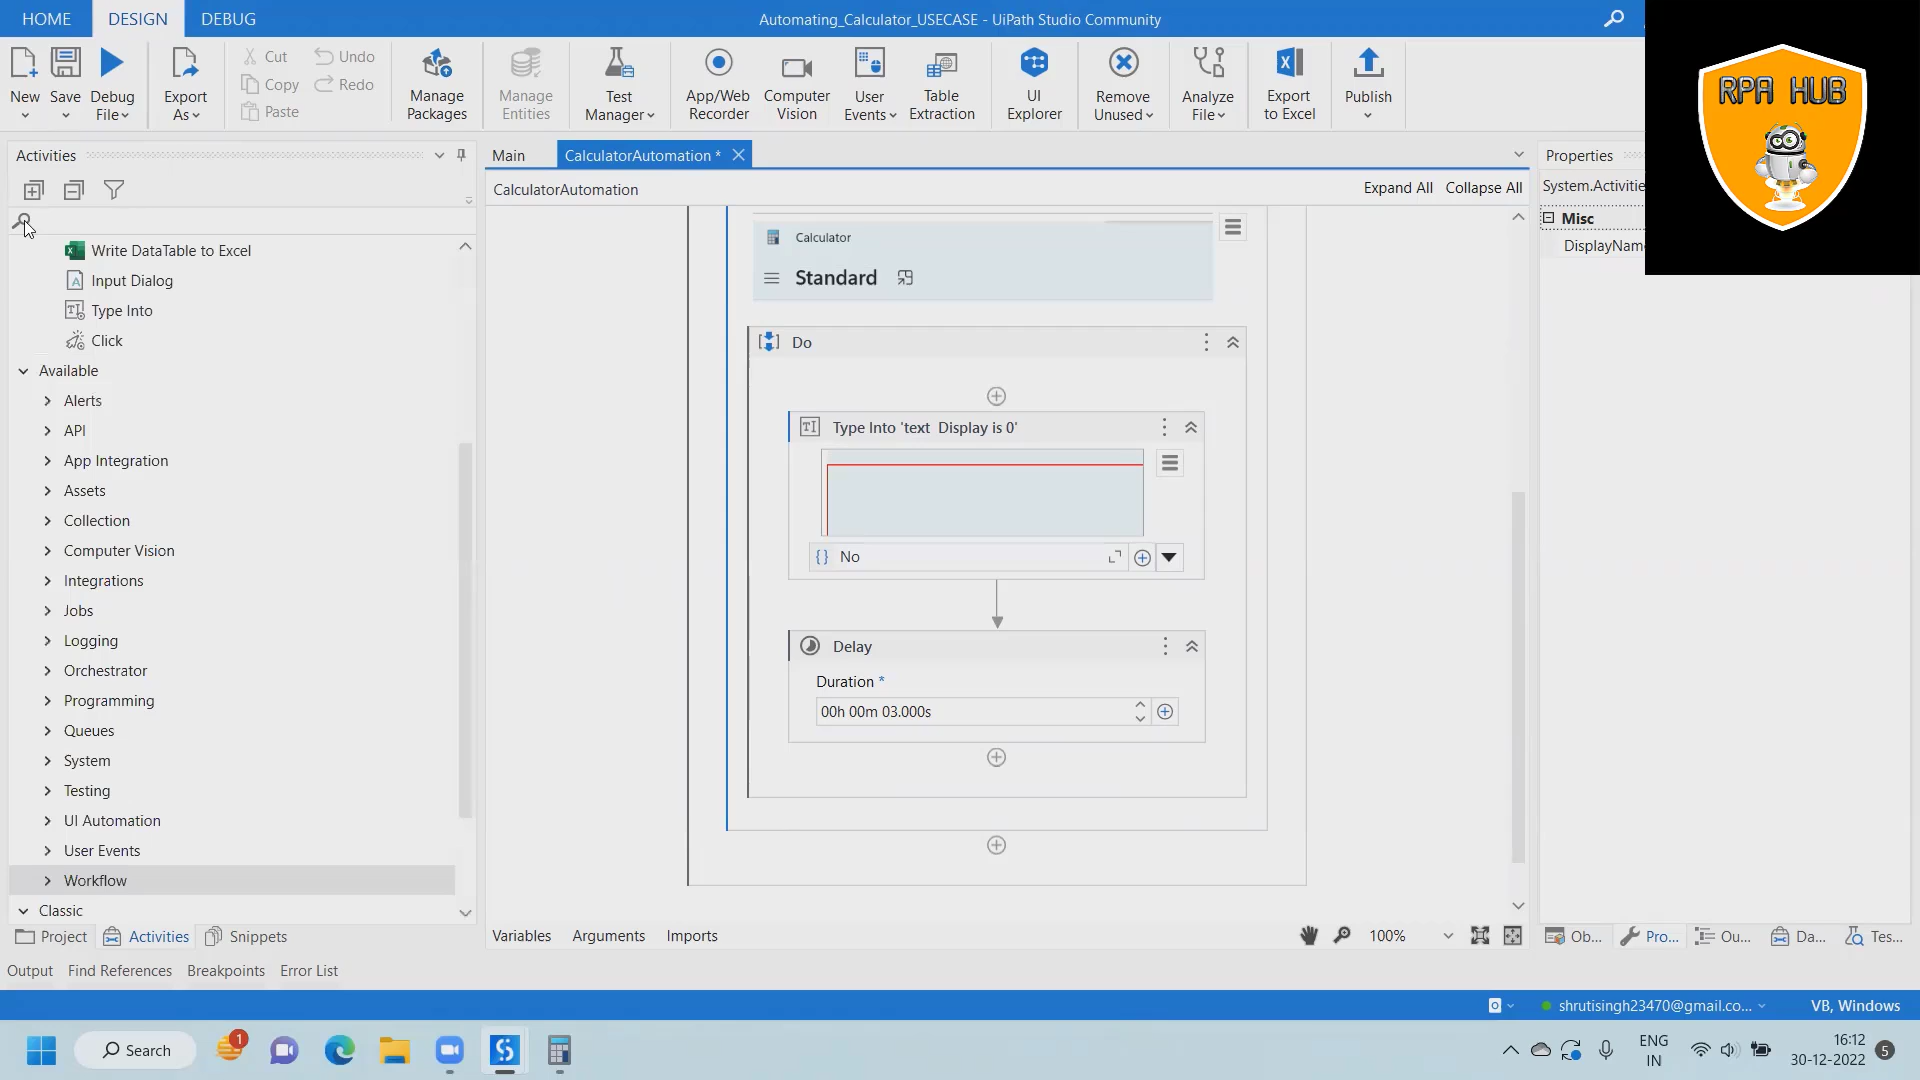 HOME
DESIGN
DEBUG
Automating_Calculator_USECASE - UiPath Studio Community
New
Save
Debug File
Export As
Cut
Copy
Paste
Undo
Redo
Manage Packages
Manage Entities
Test Manager
App/Web Recorder
Computer Vision
User Events
Table Extraction
UI Explorer
Remove Unused
Analyze File
Export to Excel
Publish
RPA HUB
Activities
Main
CalculatorAutomation *
Properties
CalculatorAutomation
Expand All
Collapse All
System.Activitie
Misc
DisplayName
Write DataTable to Excel
Input Dialog
Type Into
Click
Available
Alerts
API
App Integration
Assets
Collection
Computer Vision
Integrations
Jobs
Logging
Orchestrator
Programming
Queues
System
Testing
UI Automation
User Events
Workflow
Classic
Calculator
Standard
Do
Type Into 'text  Display is 0'
No
Delay
Duration *
00h 00m 03.000s
Project
Activities
Snippets
Variables
Arguments
Imports
100%
Ob...
Pro...
Ou...
Da...
Tes...
Output
Find References
Breakpoints
Error List
shrutisingh23470@gmail.co...
VB, Windows
Search
1
ENG
IN
16:12
30-12-2022
5